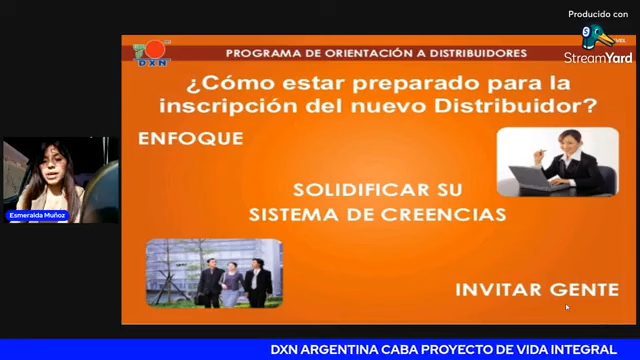 Producido con
StreamYard
DXN
PROGRAMA DE ORIENTACIÓN A DISTRIBUIDORES
¿Cómo estar preparado para la
inscripción del nuevo Distribuidor?
ENFOQUE
SOLIDIFICAR SU
SISTEMA DE CREENCIAS
INVITAR GENTE
Esmeralda Muñoz
DXN ARGENTINA CABA PROYECTO DE VIDA INTEGRAL